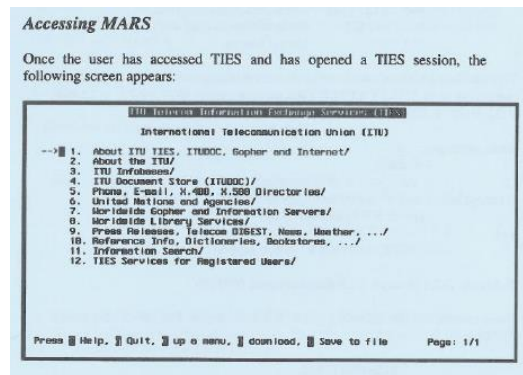 Accessing MARS
Once the user has accessed TIES and has opened a TIES session, the
following screen appears:
ITU Telecom Information Exchange Services (TIES)
International Telecommunication Union (ITU)
--> 1. About ITU TIES, ITUDOC, Gopher and Internet/
2. About the ITU/
3. ITU Infobases/
4. ITU Document Store (ITUDOC)/
5. Phone, E-mail, X.400, X.500 Directories/
6. United Nations and Agencies/
7. Worldwide Gopher and Information Servers/
8. Worldwide Library Services/
9. Press Releases, Telecom DIGEST, News, Weather, .../
10. Reference Info, Dictionaries, Bookstores, .../
11. Information Search/
12. TIES Services for Registered Users/
Press Help, Quit, up a menu, download, Save to file Page: 1/1